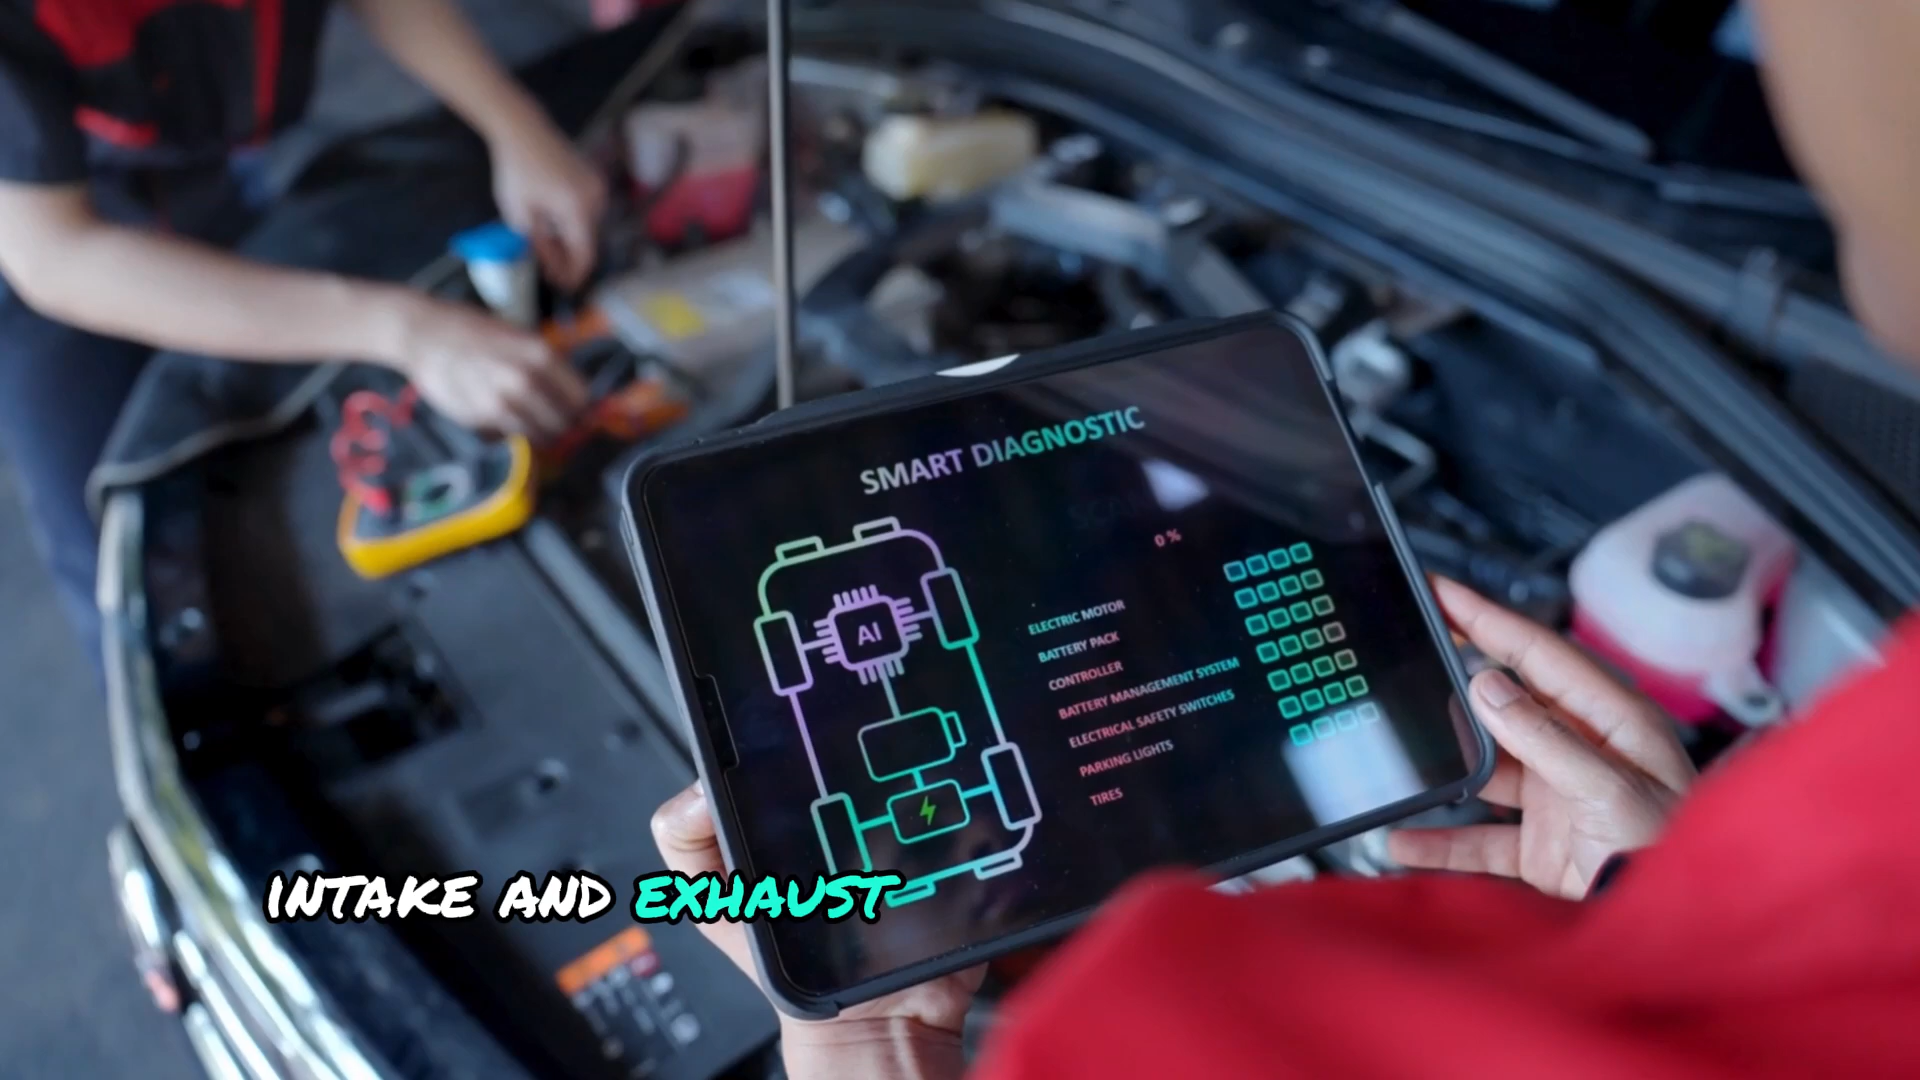 SMART DIAGNOSTIC
0 %
AI
ELECTRIC MOTOR
BATTERY PACK
CONTROLLER
BATTERY MANAGEMENT SYSTEM
ELECTRICAL SAFETY SWITCHES
PARKING LIGHTS
TIRES
INTAKE AND EXHAUST